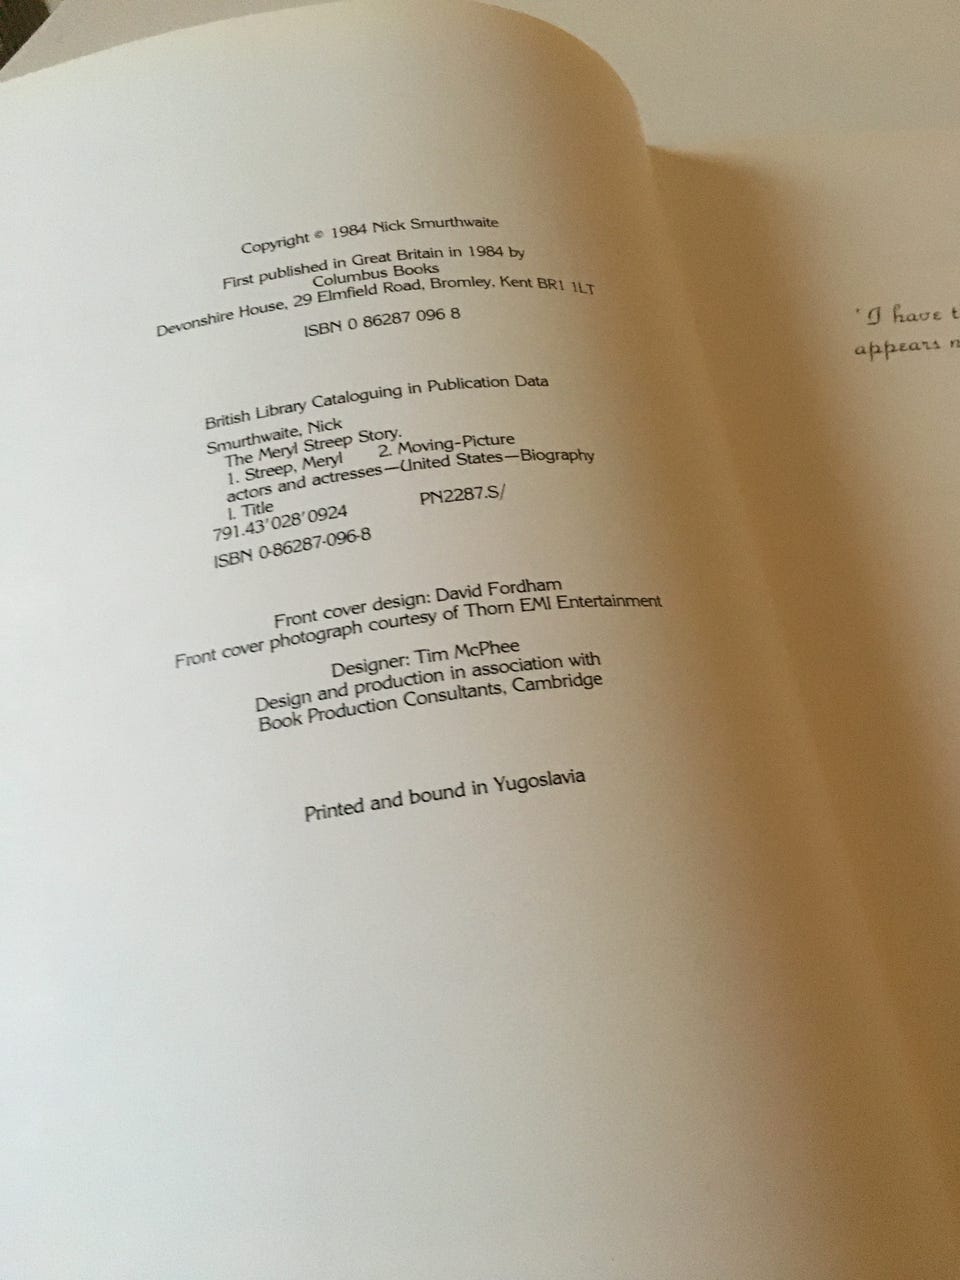 Copyright © 1984 Nick Smurthwaite
First published in Great Britain in 1984 by
Columbus Books
Devonshire House, 29 Elmfield Road, Bromley, Kent BR1 1LT
ISBN 0 86287 096 8
British Library Cataloguing in Publication Data
Smurthwaite, Nick
The Meryl Streep Story.
1. Streep, Meryl 2. Moving-Picture
actors and actresses—United States—Biography
I. Title
791.43'028'0924 PN2287.S/
ISBN 0-86287-096-8
Front cover design: David Fordham
Front cover photograph courtesy of Thorn EMI Entertainment
Designer: Tim McPhee
Design and production in association with
Book Production Consultants, Cambridge
Printed and bound in Yugoslavia
'I have
appears